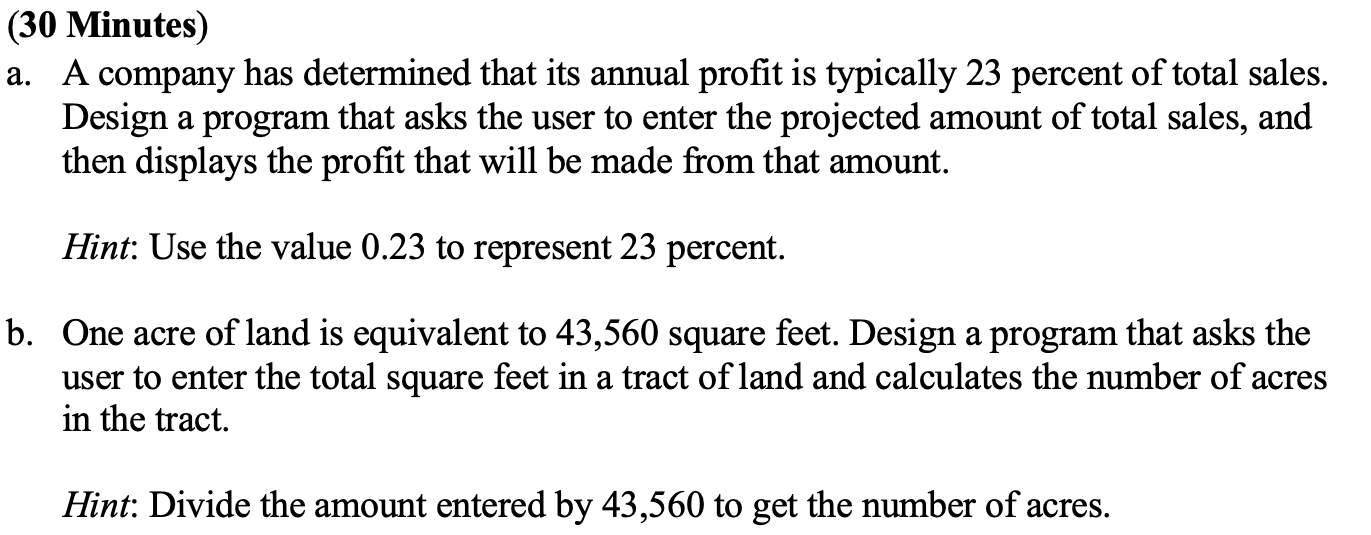 (30 Minutes)
a. A company has determined that its annual profit is typically 23 percent of total sales.
Design a program that asks the user to enter the projected amount of total sales, and
then displays the profit that will be made from that amount.
Hint: Use the value 0.23 to represent 23 percent.
b. One acre of land is equivalent to 43,560 square feet. Design a program that asks the
user to enter the total square feet in a tract of land and calculates the number of acres
in the tract.
Hint: Divide the amount entered by 43,560 to get the number of acres.